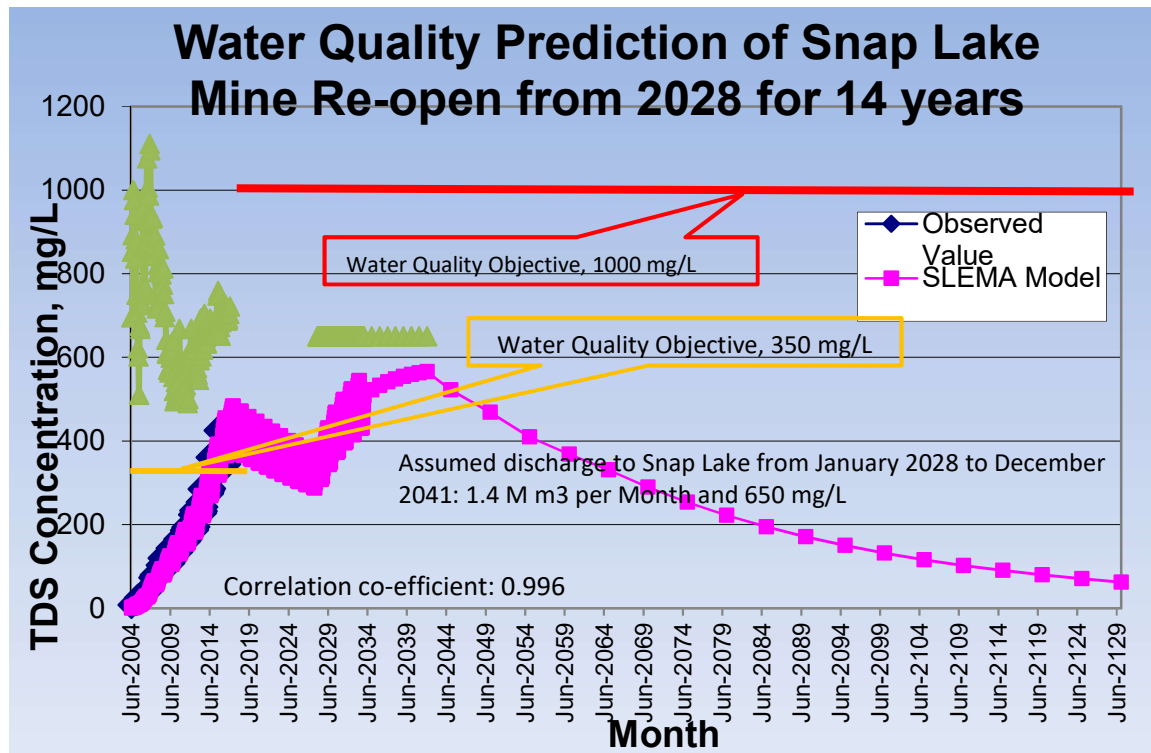 Water Quality Prediction of Snap Lake
Mine Re-open from 2028 for 14 years
TDS Concentration, mg/L
1200
1000
800
600
400
200
0
Observed
Value
SLEMA Model
Water Quality Objective, 1000 mg/L
Water Quality Objective, 350 mg/L
Assumed discharge to Snap Lake from January 2028 to December
2041: 1.4 M m3 per Month and 650 mg/L
Correlation co-efficient: 0.996
Jun-2004
Jun-2009
Jun-2014
Jun-2019
Jun-2024
Jun-2029
Jun-2034
Jun-2039
Jun-2044
Jun-2049
Jun-2054
Jun-2059
Jun-2064
Jun-2069
Jun-2074
Jun-2079
Jun-2084
Jun-2089
Jun-2094
Jun-2099
Jun-2104
Jun-2109
Jun-2114
Jun-2119
Jun-2124
Jun-2129
Month